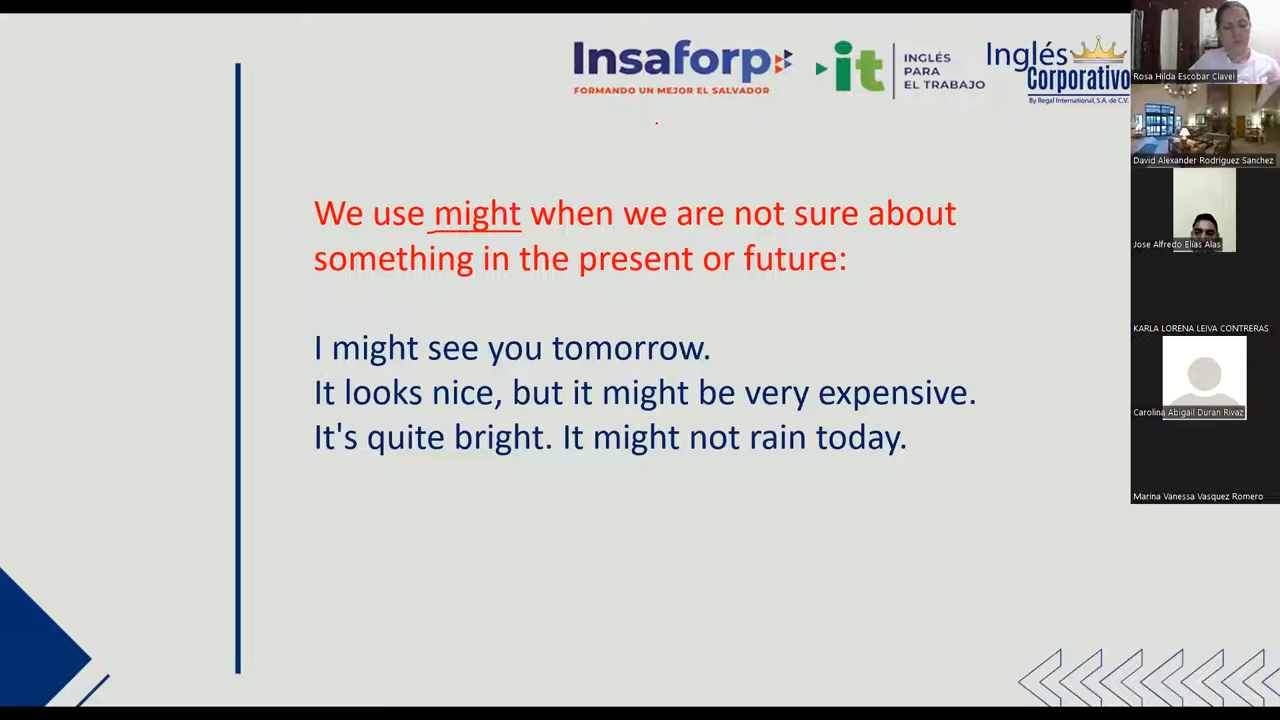 Insaforp
FORMANDO UN MEJOR EL SALVADOR
it
INGLÉS
PARA
EL TRABAJO
Inglés
Corporativo
By Regal International, S.A. de C.V.
We use might when we are not sure about
something in the present or future:
I might see you tomorrow.
It looks nice, but it might be very expensive.
It's quite bright. It might not rain today.
Rosa Hilda Escobar Clavel
David Alexander Rodriguez Sanchez
Jose Alfredo Elías Alas
KARLA LORENA LEIVA CONTRERAS
Carolina Abigail Duran Rivaz
Marina Vanessa Vasquez Romero